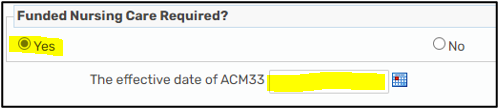 Funded Nursing Care Required?
Yes No
The effective date of ACM33